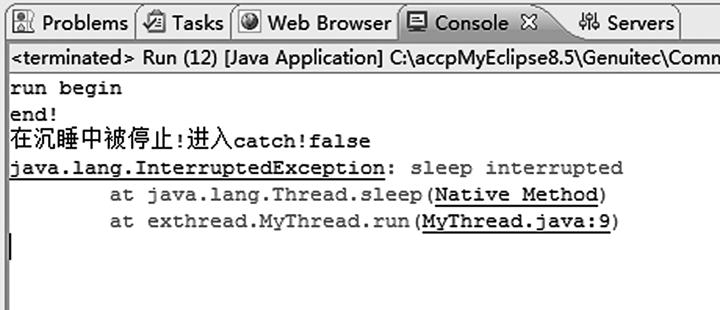 Problems Tasks Web Browser Console Servers
<terminated> Run (12) [Java Application] C:\accpMyEclipse8.5\Genuitec\Comm
run begin
end!
在沉睡中被停止!进入catch!false
java.lang.InterruptedException: sleep interrupted
at java.lang.Thread.sleep(Native Method)
at exthread.MyThread.run(MyThread.java:9)